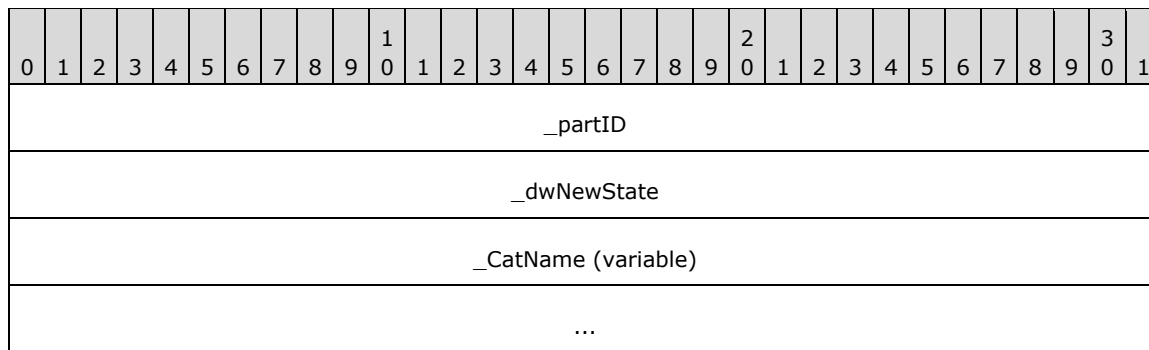 0 1 2 3 4 5 6 7 8 9 1 0 1 2 3 4 5 6 7 8 9 2 0 1 2 3 4 5 6 7 8 9 3 0 1
_partID
_dwNewState
_CatName (variable)
...